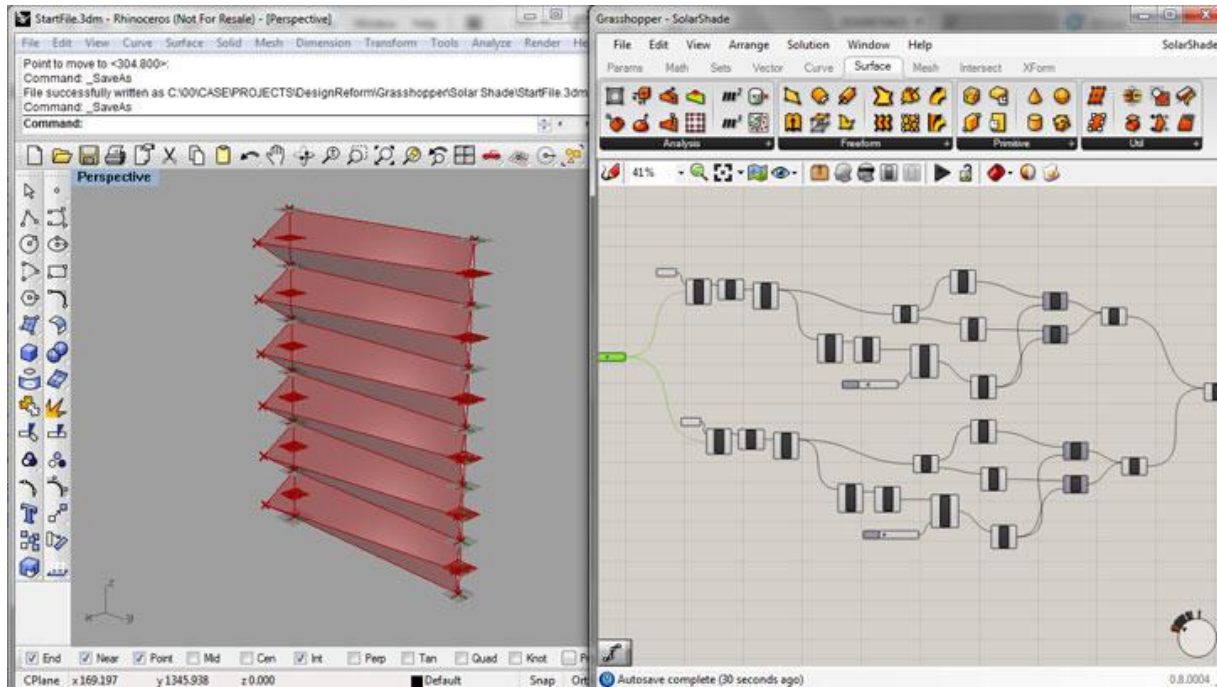 StartFile.3dm - Rhinoceros (Not For Resale) - [Perspective]
File Edit View Curve Surface Solid Mesh Dimension Transform Tools Analyze Render He
Point to move to <304.800>:
Command: _SaveAs
File successfully written as C:\00\CASE\PROJECTS\DesignReform\Grasshopper\Solar Shade\StartFile.3dm
Command: _SaveAs
Command:
Perspective
z
x
y
End Near Point Mid Cen Int Perp Tan Quad Knot
CPlane x 169.197 y 1345.938 z 0.000 Default Snap Ort
Grasshopper - SolarShade
File Edit View Arrange Solution Window Help SolarShade
Params Math Sets Vector Curve Surface Mesh Intersect XForm
m²
m³
Analysis Freeform Primitive Util
41%
Autosave complete (30 seconds ago) 0.8.0004